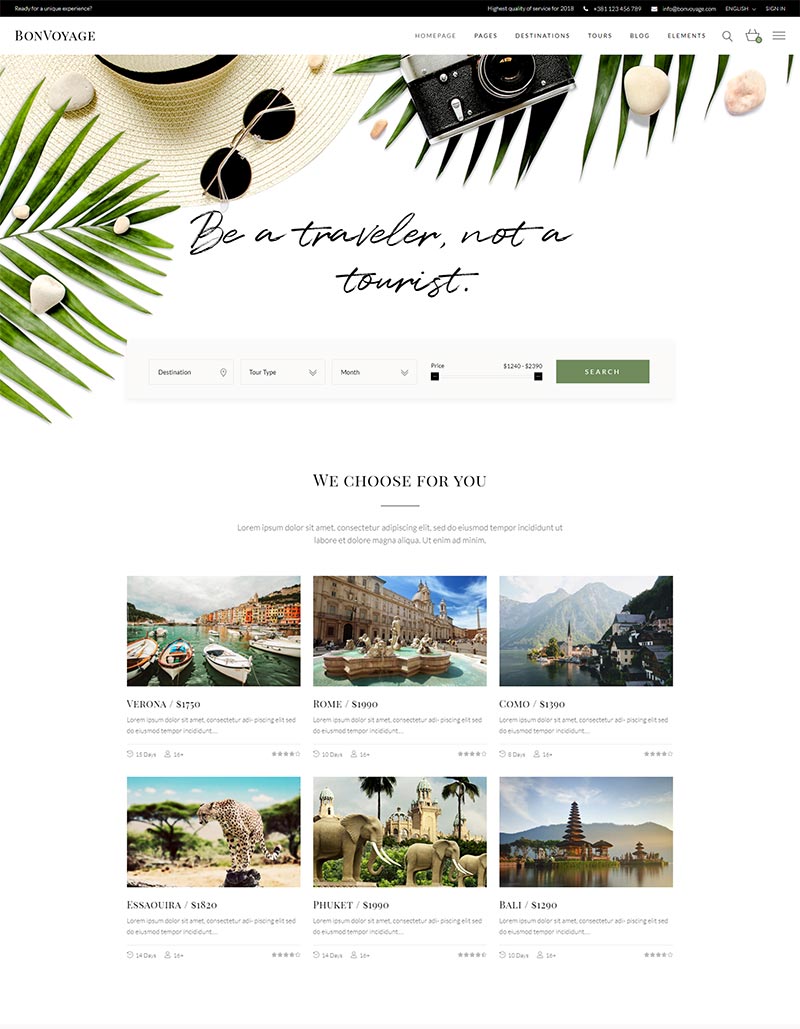 Ready for a unique experience?
Highest quality of service for 2018 +381 123 456 789 info@bonvoyage.com ENGLISH SIGN IN
BonVoyage
HOMEPAGE PAGES DESTINATIONS TOURS BLOG ELEMENTS
Be a traveler, not a
tourist.
Destination
Tour Type
Month
Price $1240 - $2390
SEARCH
We choose for you
Lorem ipsum dolor sit amet, consectetur adipiscing elit, sed do eiusmod tempor incididunt ut
labore et dolore magna aliqua. Ut enim ad minim.
Verona / $1750
Lorem ipsum dolor sit amet, consectetur adi- piscing elit sed
do eiusmod tempor incididunt....
15 Days 16+
Rome / $1990
Lorem ipsum dolor sit amet, consectetur adi- piscing elit sed
do eiusmod tempor incididunt....
10 Days 16+
Como / $1390
Lorem ipsum dolor sit amet, consectetur adi- piscing elit sed
do eiusmod tempor incididunt....
8 Days 16+
Essaouira / $1820
Lorem ipsum dolor sit amet, consectetur adi- piscing elit sed
do eiusmod tempor incididunt....
14 Days 16+
Phuket / $1990
Lorem ipsum dolor sit amet, consectetur adi- piscing elit sed
do eiusmod tempor incididunt....
14 Days 16+
Bali / $1290
Lorem ipsum dolor sit amet, consectetur adi- piscing elit sed
do eiusmod tempor incididunt....
10 Days 16+